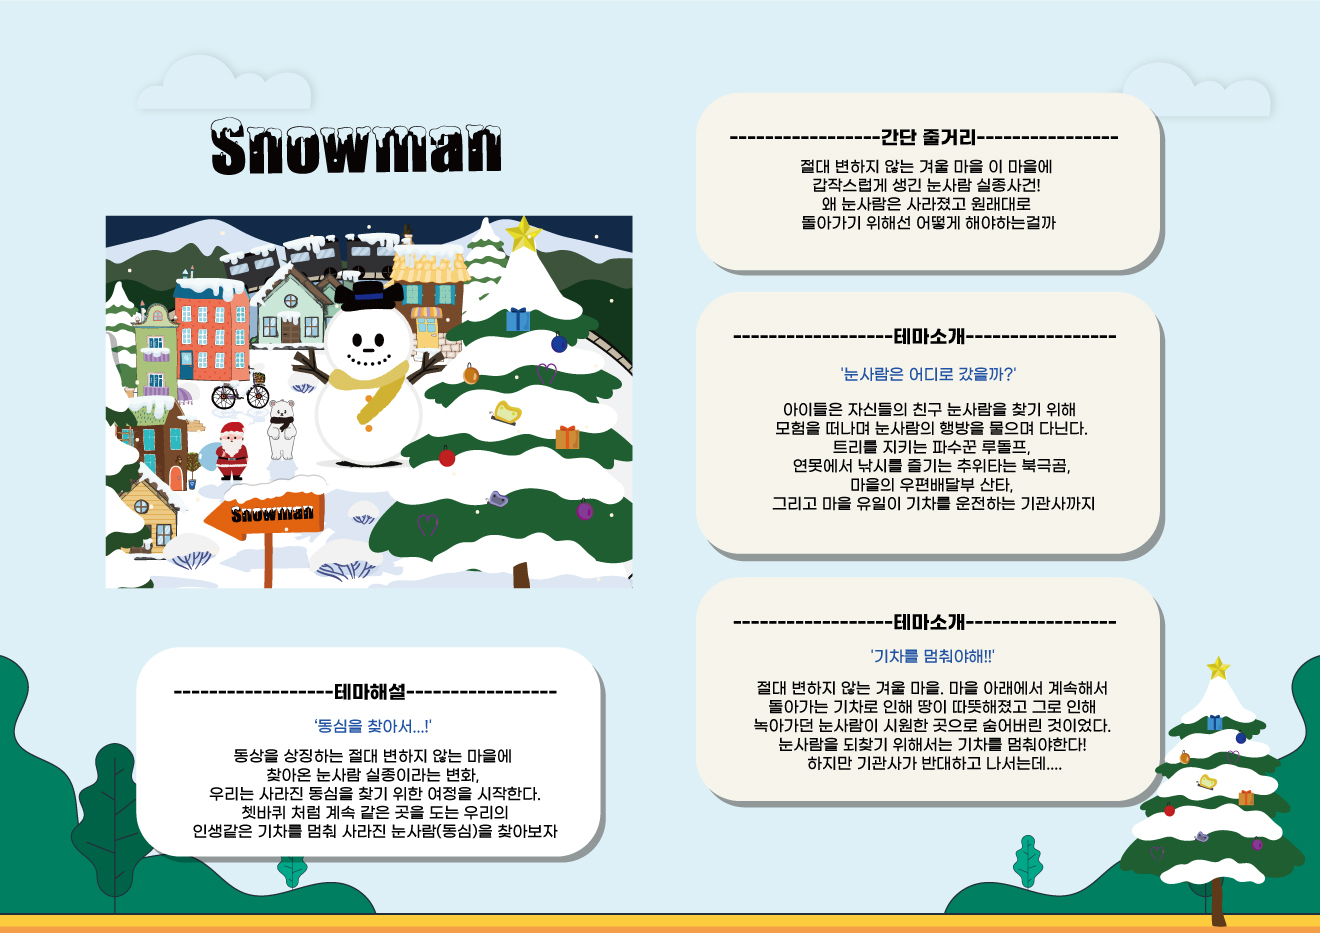 Snowman
Snowman
-----------------테마해설-----------------
'동심을 찾아서...!'
동상을 상징하는 절대 변하지 않는 마을에
찾아온 눈사람 실종이라는 변화,
우리는 사라진 동심을 찾기 위한 여정을 시작한다.
쳇바퀴 처럼 계속 같은 곳을 도는 우리의
인생같은 기차를 멈춰 사라진 눈사람(동심)을 찾아보자
-----------------간단 줄거리----------------
절대 변하지 않는 겨울 마을 이 마을에
갑작스럽게 생긴 눈사람 실종사건!
왜 눈사람은 사라졌고 원래대로
돌아가기 위해선 어떻게 해야하는걸까
-----------------테마소개-----------------
'눈사람은 어디로 갔을까?'
아이들은 자신들의 친구 눈사람을 찾기 위해
모험을 떠나며 눈사람의 행방을 물으며 다닌다.
트리를 지키는 파수꾼 루돌프,
연못에서 낚시를 즐기는 추위타는 북극곰,
마을의 우편배달부 산타,
그리고 마을 유일이 기차를 운전하는 기관사까지
-----------------테마소개-----------------
'기차를 멈춰야해!!'
절대 변하지 않는 겨울 마을. 마을 아래에서 계속해서
돌아가는 기차로 인해 땅이 따뜻해졌고 그로 인해
녹아가던 눈사람이 시원한 곳으로 숨어버린 것이었다.
눈사람을 되찾기 위해서는 기차를 멈춰야한다!
하지만 기관사가 반대하고 나서는데....